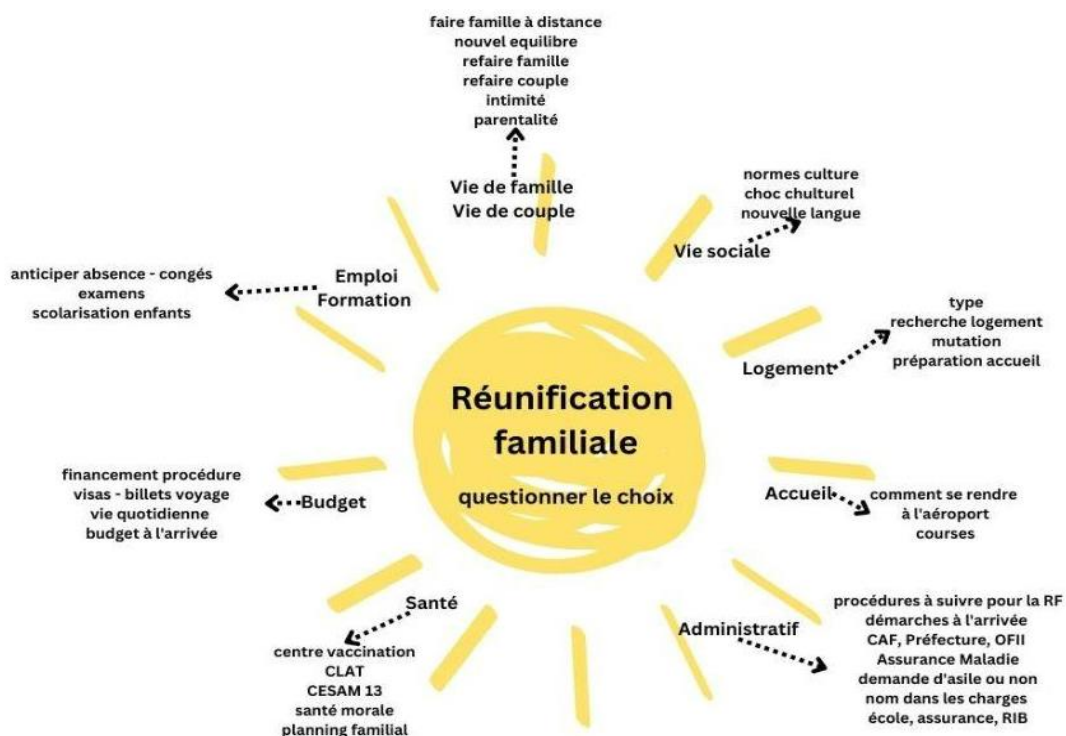 faire famille à distance
nouvel equilibre
refaire famille
refaire couple
intimité
parentalité
Vie de famille
Vie de couple
normes culture
choc chulturel
nouvelle langue
Vie sociale
anticiper absence - congés
examens
scolarisation enfants
Emploi
Formation
type
recherche logement
mutation
préparation accueil
Logement
Réunification
familiale
questionner le choix
financement procédure
visas - billets voyage
vie quotidienne
budget à l'arrivée
Budget
Accueil
comment se rendre
à l'aéroport
courses
Santé
centre vaccination
CLAT
CESAM 13
santé morale
planning familial
Administratif
procédures à suivre pour la RF
démarches à l'arrivée
CAF, Préfecture, OFII
Assurance Maladie
demande d'asile ou non
nom dans les charges
école, assurance, RIB